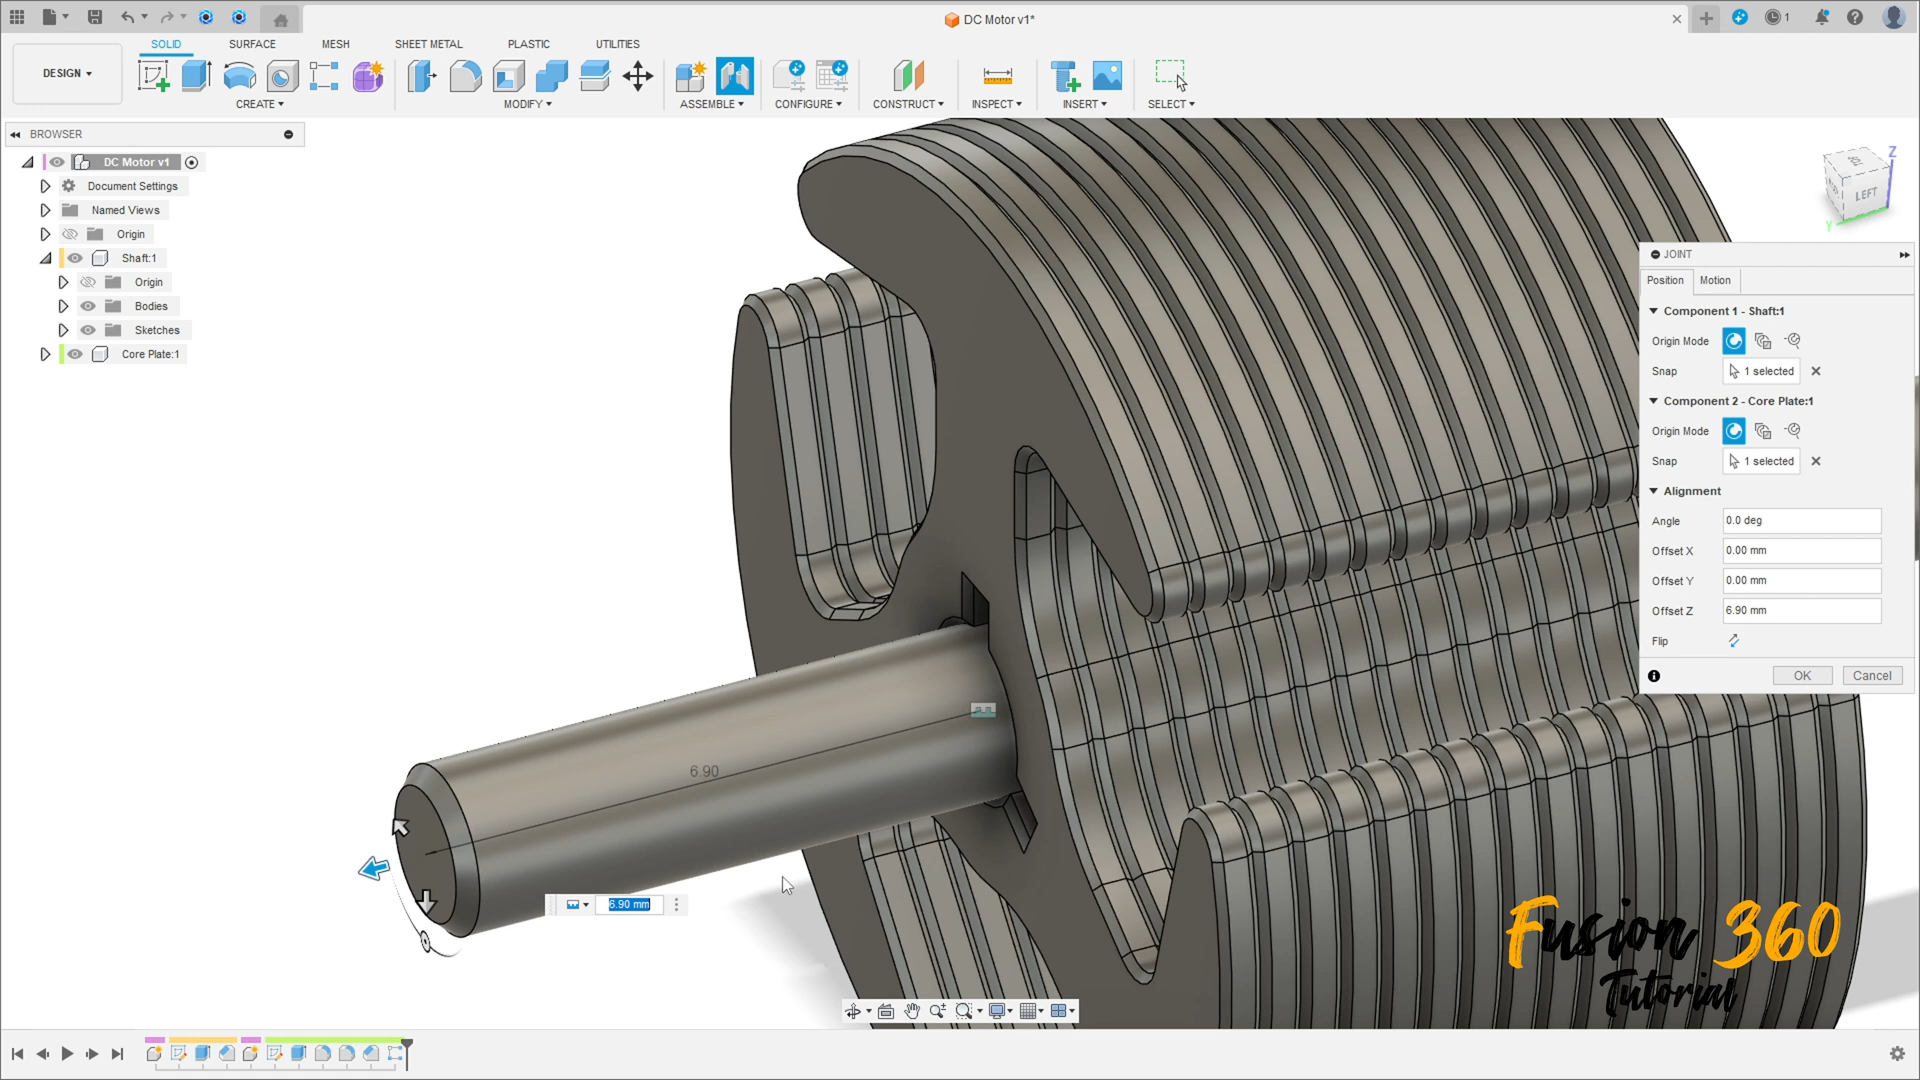 DC Motor v1*
1
DESIGN
SOLID
SURFACE
MESH
SHEET METAL
PLASTIC
UTILITIES
CREATE
MODIFY
ASSEMBLE
CONFIGURE
CONSTRUCT
INSPECT
INSERT
SELECT
BROWSER
DC Motor v1
Document Settings
Named Views
Origin
Shaft:1
Origin
Bodies
Sketches
Core Plate:1
Z
LEFT
Y
JOINT
Position
Motion
Component 1 - Shaft:1
Origin Mode
Snap
1 selected
Component 2 - Core Plate:1
Origin Mode
Snap
1 selected
Alignment
Angle
0.0 deg
Offset X
0.00 mm
Offset Y
0.00 mm
Offset Z
6.90 mm
Flip
OK
Cancel
6.90
6.90 mm
Fusion 360
Tutorial